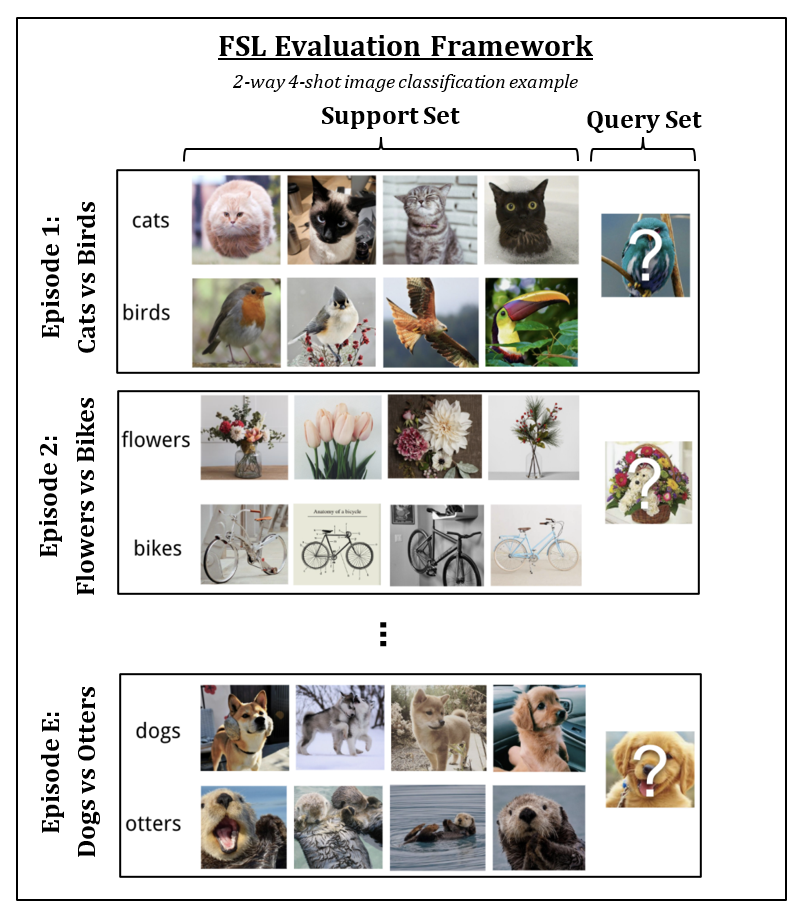 FSL Evaluation Framework
2-way 4-shot image classification example
Support Set
Query Set
Episode 1:
Cats vs Birds
cats
birds
?
Episode 2:
Flowers vs Bikes
flowers
bikes
Anatomy of a bicycle
?
...
Episode E:
Dogs vs Otters
dogs
otters
?